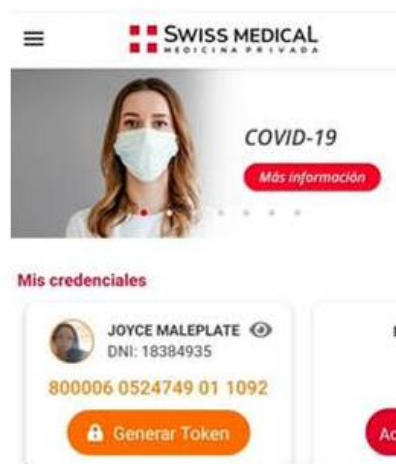 SWISS MEDICAL
MEDICINA PRIVADA
COVID-19
Más información
Mis credenciales
JOYCE MALEPLATE
DNI: 18384935
800006 0524749 01 1092
Generar Token